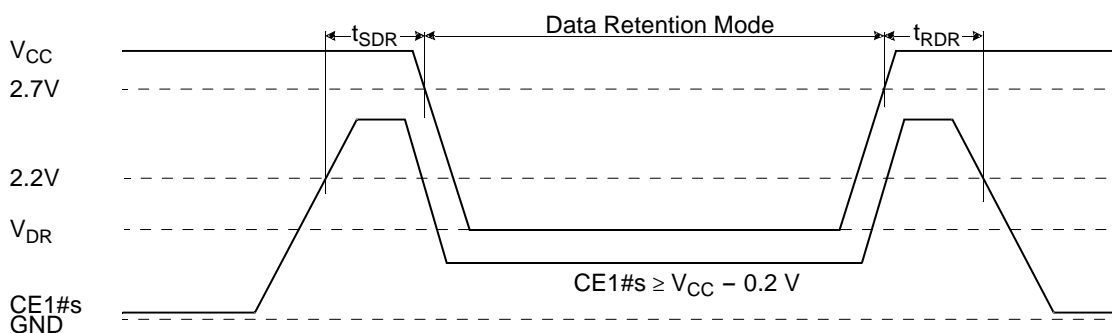 Data Retention Mode
tSDR
tRDR
VCC
2.7V
2.2V
VDR
CE1#s ≥ VCC − 0.2 V
CE1#s
GND